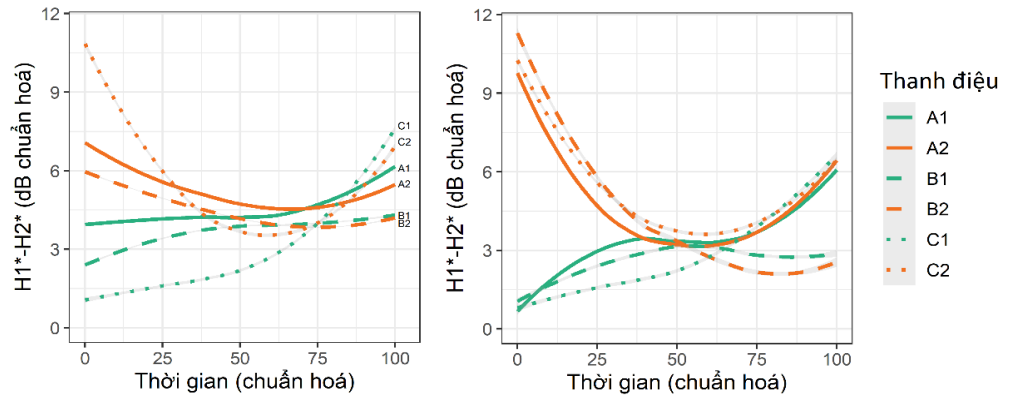 H1*-H2* (dB chuẩn hoá)
12
9
6
3
0
C1
C2
A1
A2
B1
B2
0
25
50
75
100
Thời gian (chuẩn hoá)
H1*-H2* (dB chuẩn hoá)
12
9
6
3
0
0
25
50
75
100
Thời gian (chuẩn hoá)
Thanh điệu
A1
A2
B1
B2
C1
C2